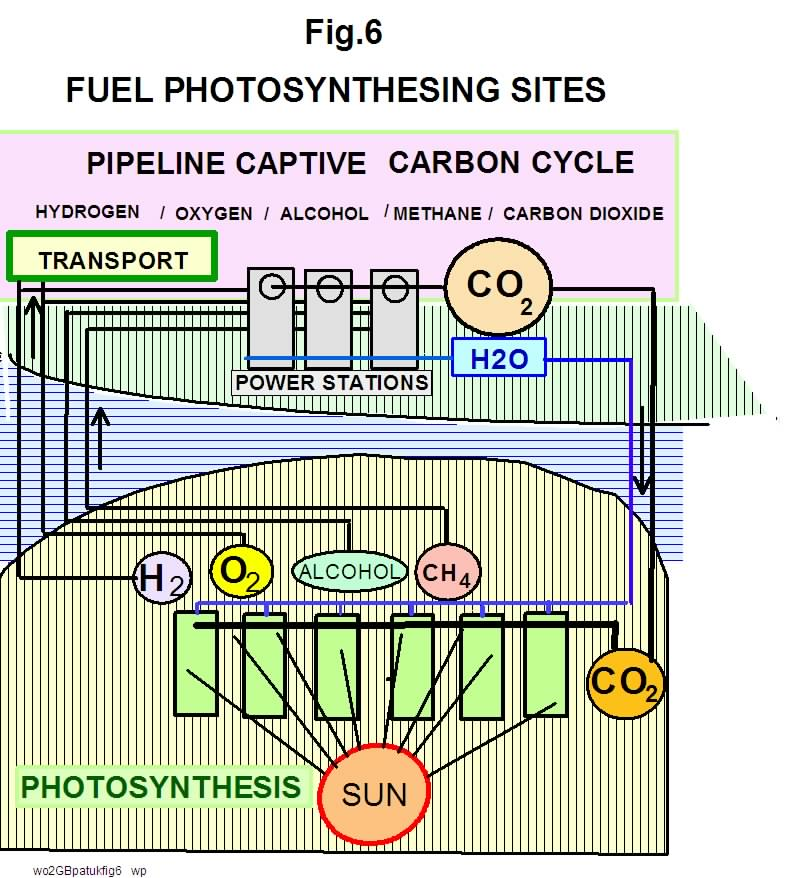 Fig.6
FUEL PHOTOSYNTHESING SITES
PIPELINE CAPTIVE CARBON CYCLE
HYDROGEN / OXYGEN / ALCOHOL / METHANE / CARBON DIOXIDE
TRANSPORT
CO2
H2O
POWER STATIONS
H2
O2
ALCOHOL
CH4
CO2
PHOTOSYNTHESIS
SUN
wo2GBpatukfig6 wp